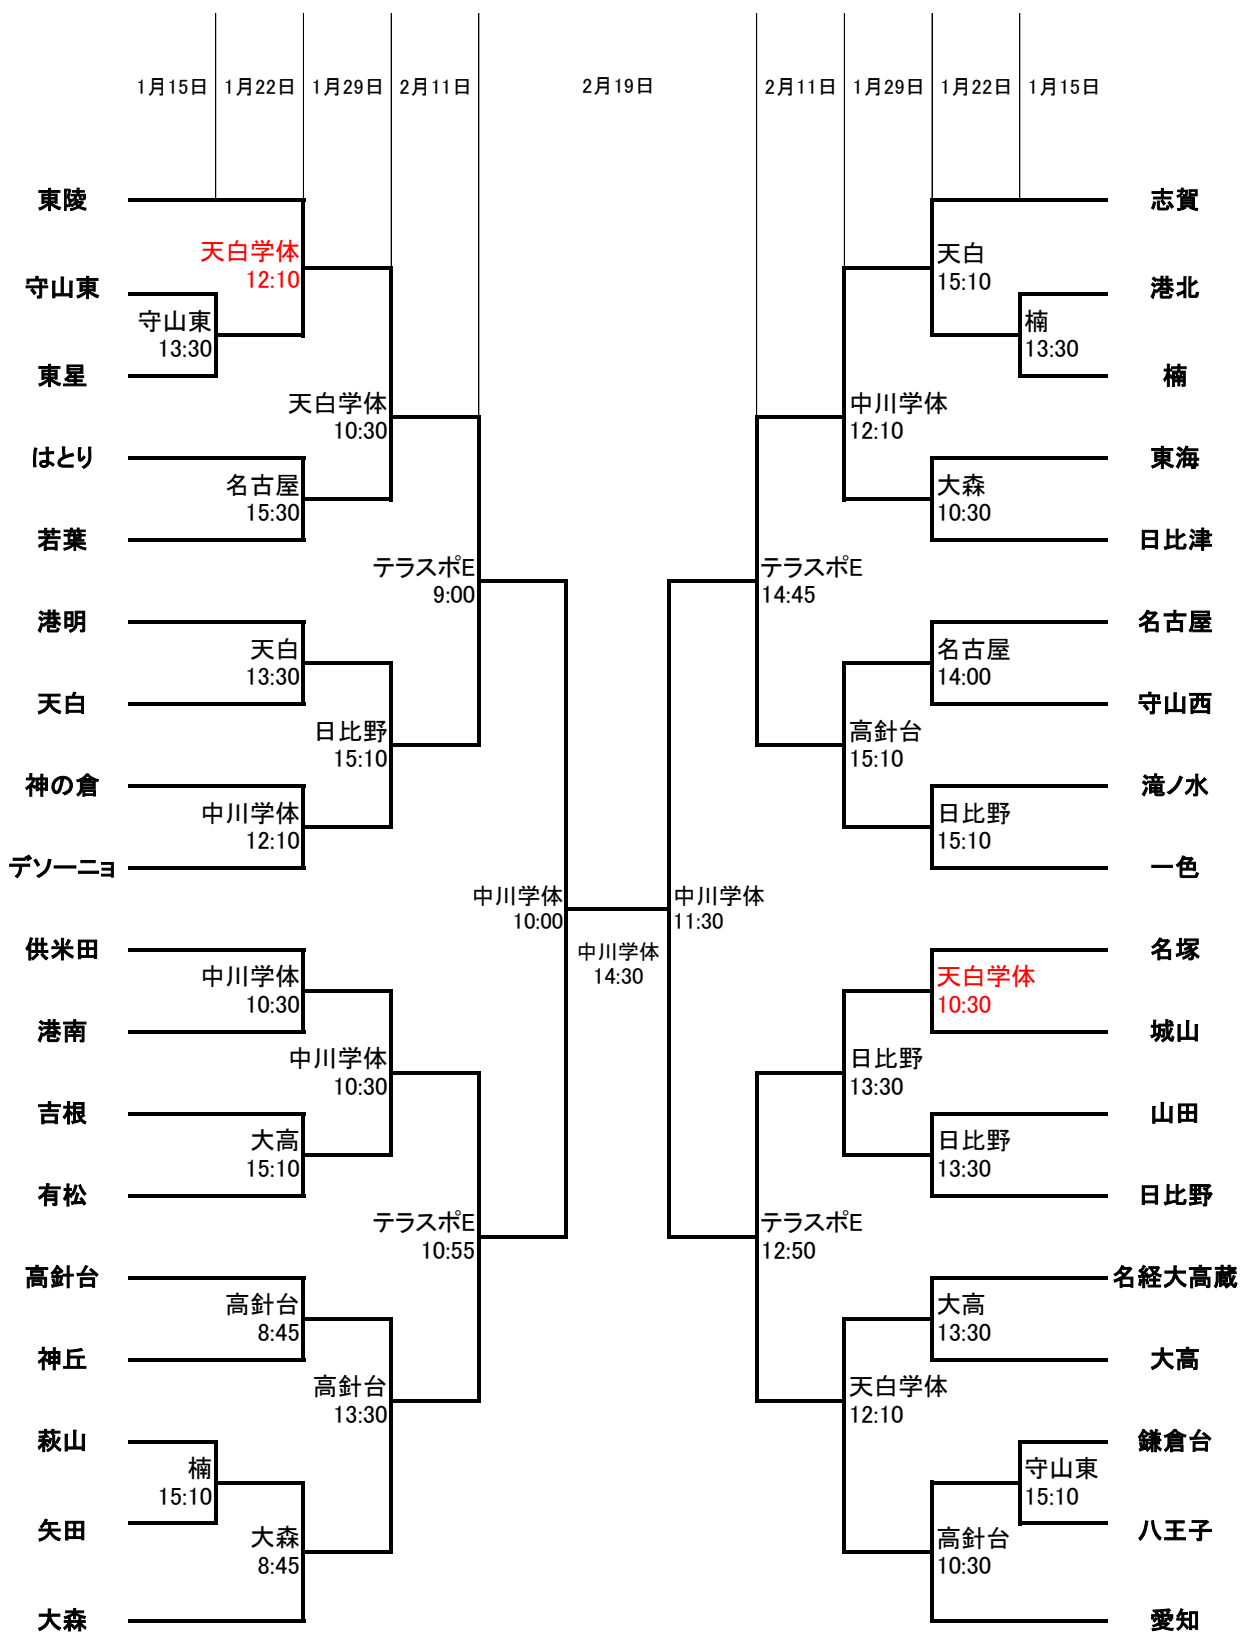 1月15日 1月22日 1月29日 2月11日 2月19日 2月11日 1月29日 1月22日 1月15日
東陵
志賀
天白学体
12:10
天白
15:10
守山東
港北
守山東
13:30
楠
13:30
東星
楠
天白学体
10:30
中川学体
12:10
はとり
東海
名古屋
15:30
大森
10:30
若葉
日比津
テラスポE
9:00
テラスポE
14:45
港明
名古屋
天白
13:30
名古屋
14:00
天白
守山西
日比野
15:10
高針台
15:10
神の倉
滝ノ水
中川学体
12:10
日比野
15:10
デソーニョ
一色
中川学体
10:00
中川学体
11:30
中川学体
14:30
供米田
名塚
中川学体
10:30
天白学体
10:30
港南
城山
中川学体
10:30
日比野
13:30
吉根
山田
大高
15:10
日比野
13:30
有松
日比野
テラスポE
10:55
テラスポE
12:50
高針台
名経大高蔵
高針台
8:45
大高
13:30
神丘
大高
高針台
13:30
天白学体
12:10
萩山
鎌倉台
楠
15:10
守山東
15:10
矢田
八王子
大森
8:45
高針台
10:30
大森
愛知